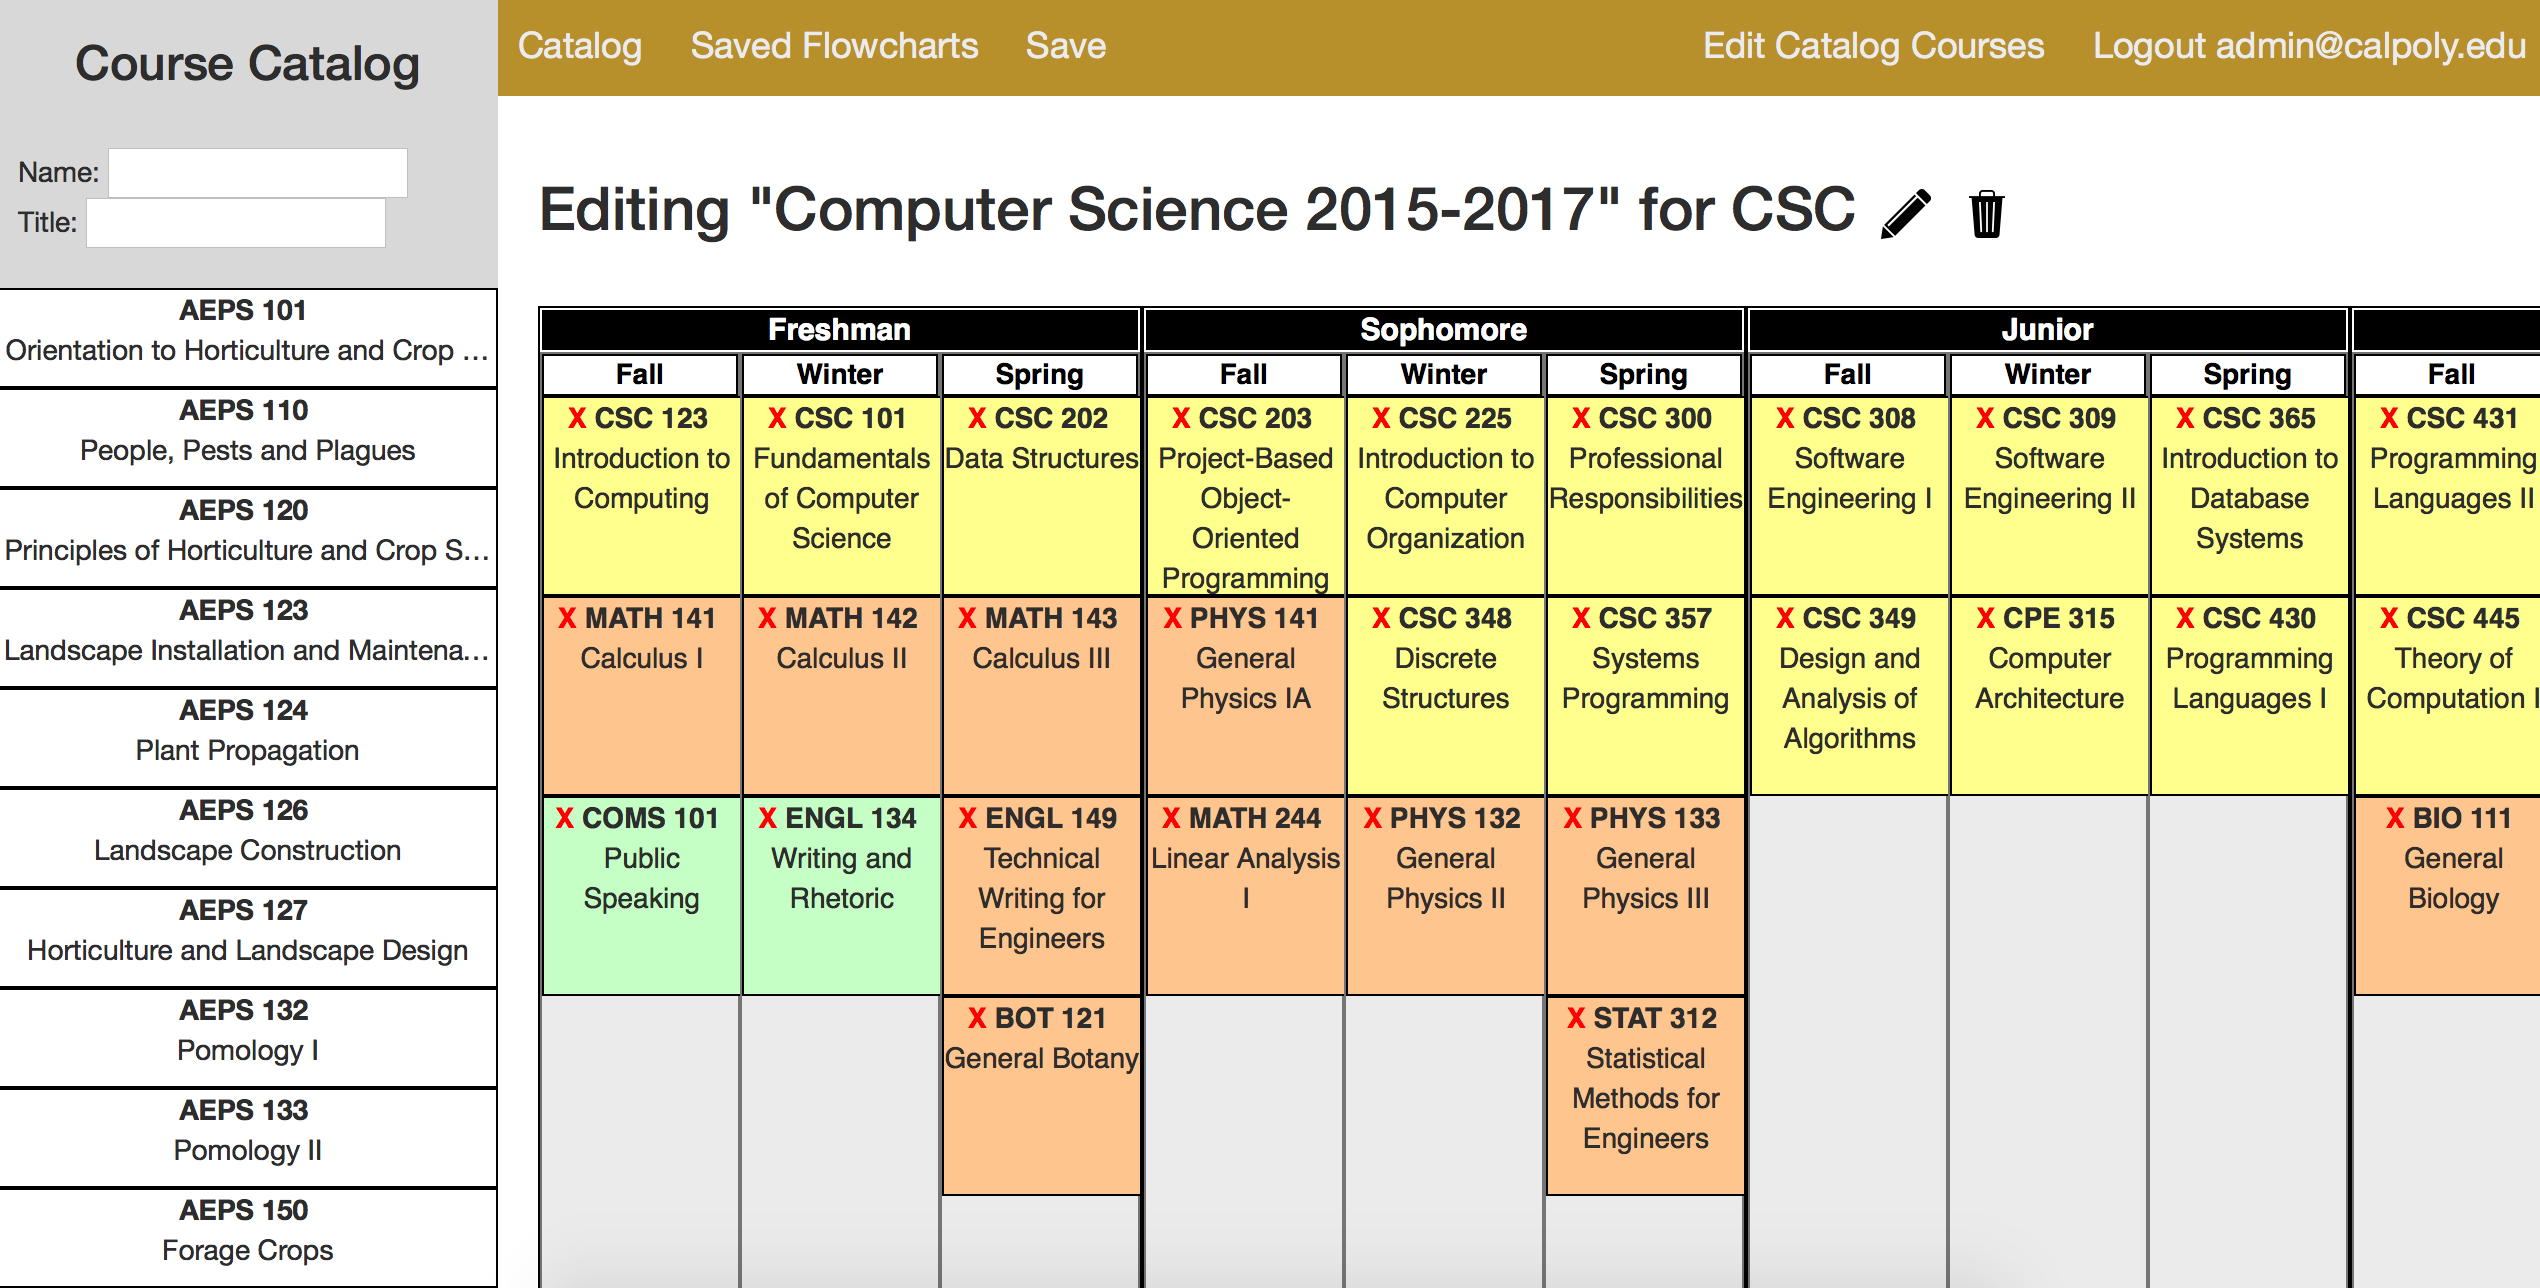 Course Catalog
Name:
Title:
AEPS 101
Orientation to Horticulture and Crop ...
AEPS 110
People, Pests and Plagues
AEPS 120
Principles of Horticulture and Crop S...
AEPS 123
Landscape Installation and Maintena...
AEPS 124
Plant Propagation
AEPS 126
Landscape Construction
AEPS 127
Horticulture and Landscape Design
AEPS 132
Pomology I
AEPS 133
Pomology II
AEPS 150
Forage Crops
Catalog Saved Flowcharts Save Edit Catalog Courses Logout admin@calpoly.edu
Editing "Computer Science 2015-2017" for CSC
Freshman Sophomore Junior
Fall Winter Spring Fall Winter Spring Fall Winter Spring Fall
X CSC 123
Introduction to
Computing
X CSC 101
Fundamentals
of Computer
Science
X CSC 202
Data Structures
X CSC 203
Project-Based
Object-
Oriented
Programming
X CSC 225
Introduction to
Computer
Organization
X CSC 300
Professional
Responsibilities
X CSC 308
Software
Engineering I
X CSC 309
Software
Engineering II
X CSC 365
Introduction to
Database
Systems
X CSC 431
Programming
Languages II
X MATH 141
Calculus I
X MATH 142
Calculus II
X MATH 143
Calculus III
X PHYS 141
General
Physics IA
X CSC 348
Discrete
Structures
X CSC 357
Systems
Programming
X CSC 349
Design and
Analysis of
Algorithms
X CPE 315
Computer
Architecture
X CSC 430
Programming
Languages I
X CSC 445
Theory of
Computation I
X COMS 101
Public
Speaking
X ENGL 134
Writing and
Rhetoric
X ENGL 149
Technical
Writing for
Engineers
X MATH 244
Linear Analysis
I
X PHYS 132
General
Physics II
X PHYS 133
General
Physics III
X BIO 111
General
Biology
X BOT 121
General Botany
X STAT 312
Statistical
Methods for
Engineers